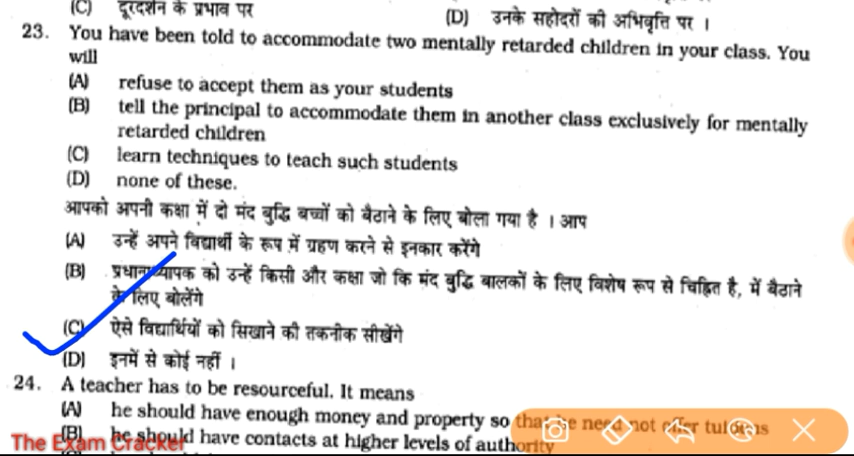 (C) दूरदर्शन के प्रभाव पर (D) उनके सहोदरों की अभिवृत्ति पर ।
23. You have been told to accommodate two mentally retarded children in your class. You
will
(A) refuse to accept them as your students
(B) tell the principal to accommodate them in another class exclusively for mentally
retarded children
(C) learn techniques to teach such students
(D) none of these.
आपको अपनी कक्षा में दो मंद बुद्धि बच्चों को बैठाने के लिए बोला गया है । आप
(A) उन्हें अपने विद्यार्थी के रूप में ग्रहण करने से इनकार करेंगे
(B) प्रधानाध्यापक को उन्हें किसी और कक्षा जो कि मंद बुद्धि बालकों के लिए विशेष रूप से चिह्नित है, में बैठाने
के लिए बोलेंगे
(C) ऐसे विद्यार्थियों को सिखाने की तकनीक सीखेंगे
(D) इनमें से कोई नहीं ।
24. A teacher has to be resourceful. It means
(A) he should have enough money and property so that he need not offer tuitions
(B) he should have contacts at higher levels of authority
The Exam Cracker